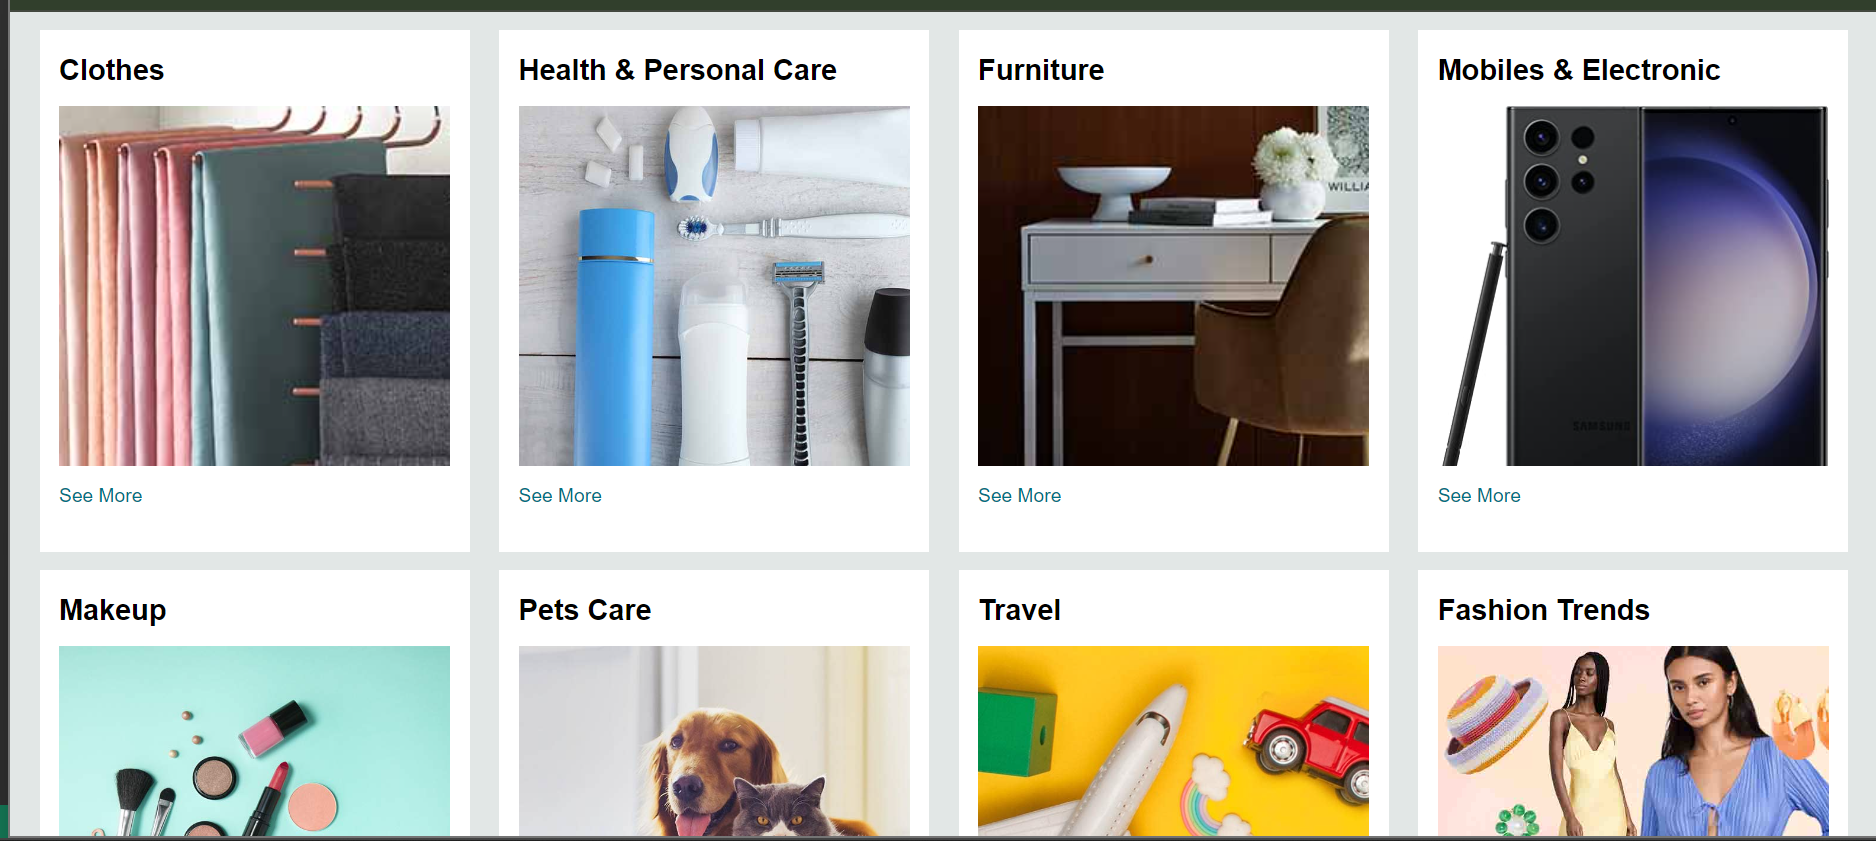 Clothes
Health & Personal Care
Furniture
Mobiles & Electronic
WILLIA
SAMSUNG
See More
See More
See More
See More
Makeup
Pets Care
Travel
Fashion Trends